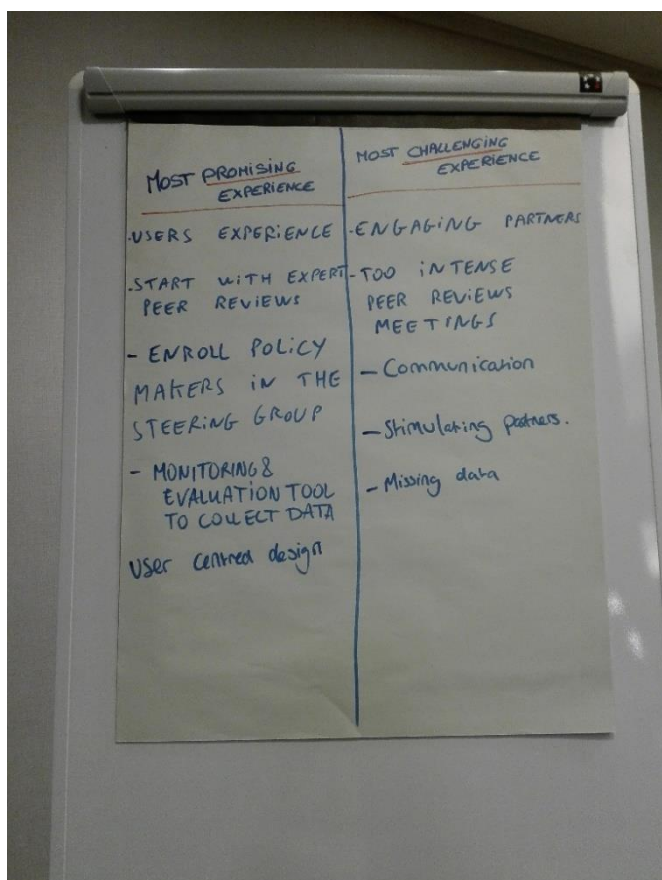 MOST PROMISING
EXPERIENCE
.USERS EXPERIENCE
.START WITH EXPERT
PEER REVIEWS
- ENROLL POLICY
MAKERS IN THE
STEERING GROUP
- MONITORING &
EVALUATION TOOL
TO COLLECT DATA
User centred design
MOST CHALLENGING
EXPERIENCE
.ENGAGING PARTNERS
- TOO INTENSE
PEER REVIEWS
MEETINGS
- Communication
- Stimulating partners.
- Missing data